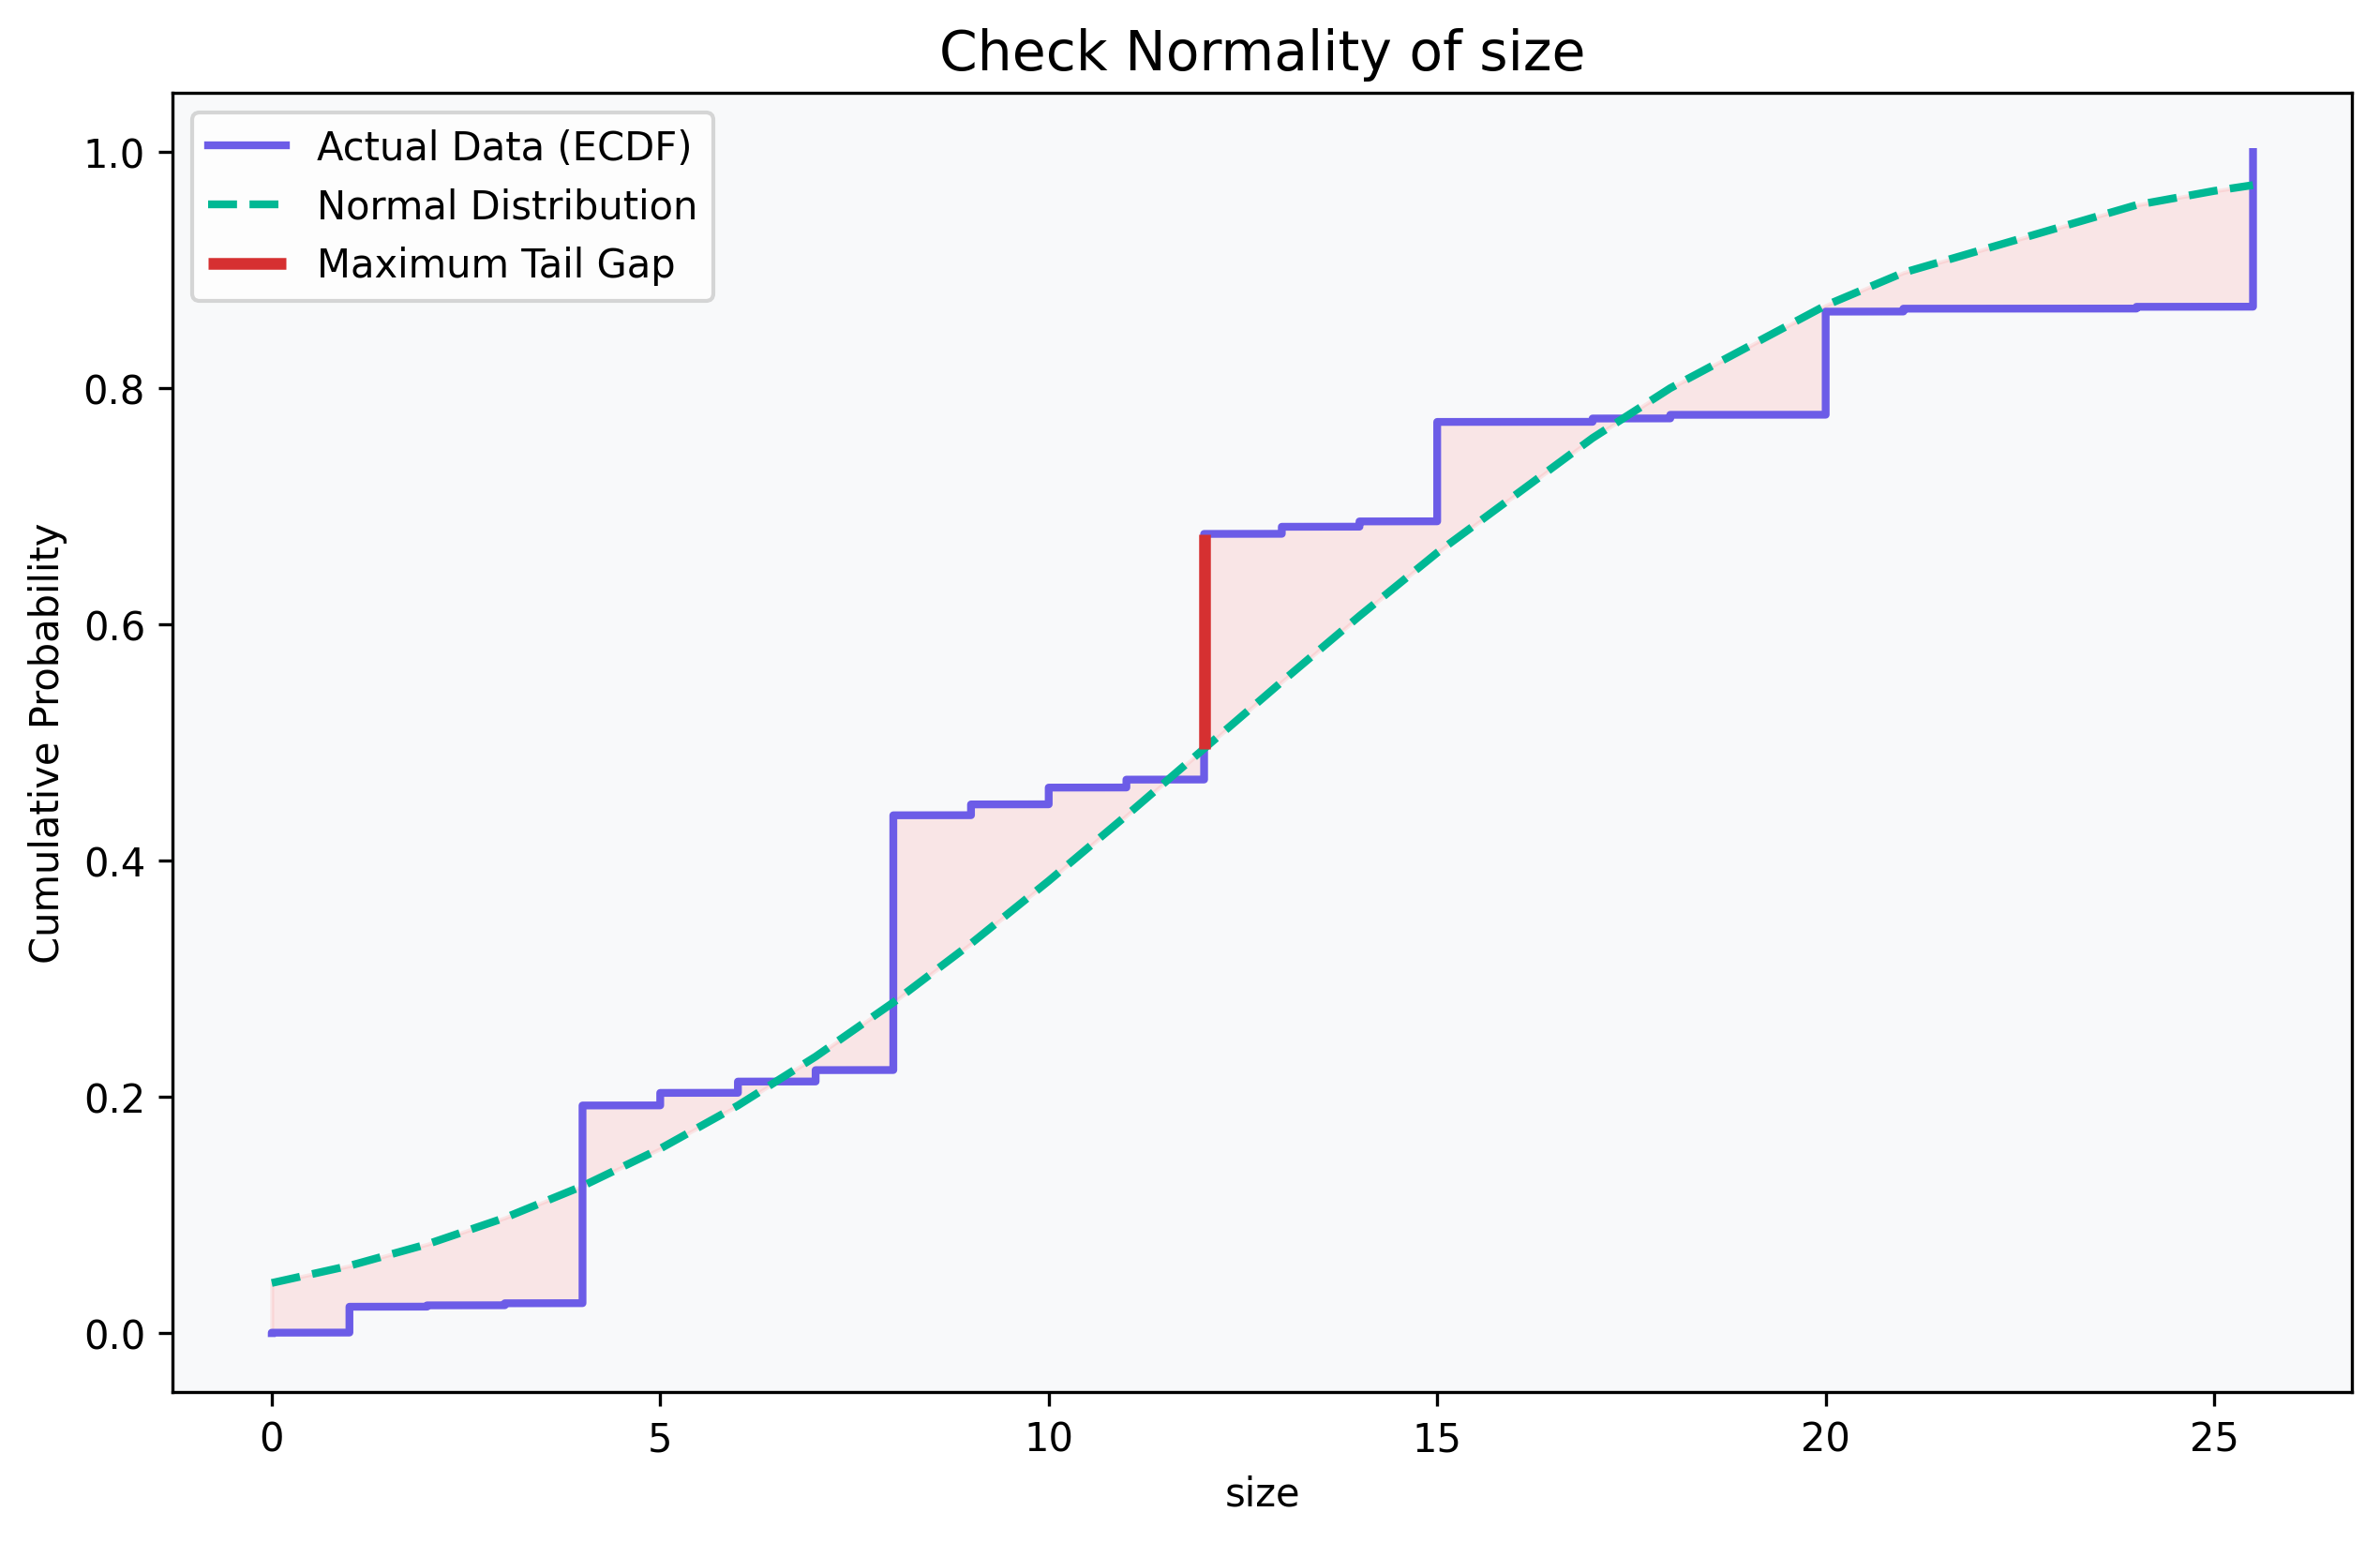 Check Normality of size
Actual Data (ECDF)
Normal Distribution
Maximum Tail Gap
Cumulative Probability
1.0
0.8
0.6
0.4
0.2
0.0
0 5 10 15 20 25
size